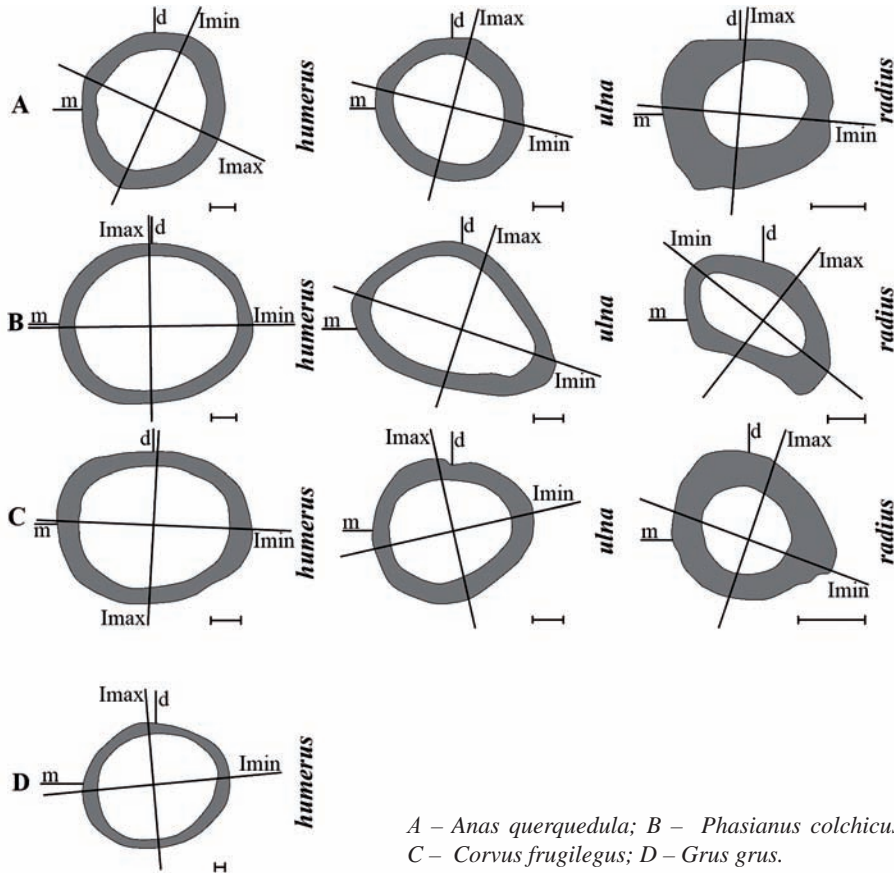 d Imin
m
Imax
humerus
A
d Imax
m
Imin
ulna
Imax d
m
Imin
radius
Imax d
m
Imin
humerus
B
d Imax
m
Imin
ulna
Imin d
Imax
m
radius
d
m
Imin
Imax
humerus
C
Imax d
Imin
m
ulna
d Imax
m
Imin
radius
Imax d
Imin
m
humerus
D
A – Anas querquedula; B – Phasianus colchicus
C – Corvus frugilegus; D – Grus grus.